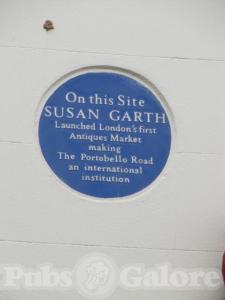 On this Site
SUSAN GARTH
Launched London's first
Antiques Market
making
The Portobello Road
an international
institution
Pubs Galore